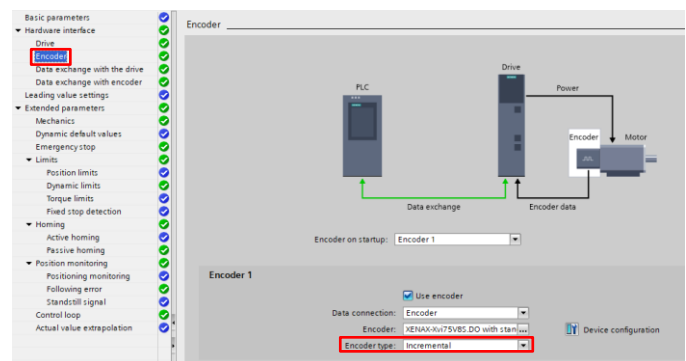 Basic parameters
Hardware interface
Drive
Encoder
Data exchange with the drive
Data exchange with encoder
Leading value settings
Extended parameters
Mechanics
Dynamic default values
Emergency stop
Limits
Position limits
Dynamic limits
Torque limits
Fixed stop detection
Homing
Active homing
Passive homing
Position monitoring
Positioning monitoring
Following error
Standstill signal
Control loop
Actual value extrapolation
Encoder
Drive
PLC
Power
Encoder
Motor
Data exchange
Encoder data
Encoder on startup: Encoder 1
Encoder 1
Use encoder
Data connection: Encoder
Encoder: XENAX-Xvi75V8S.DO with stan ...
Device configuration
Encoder type: Incremental